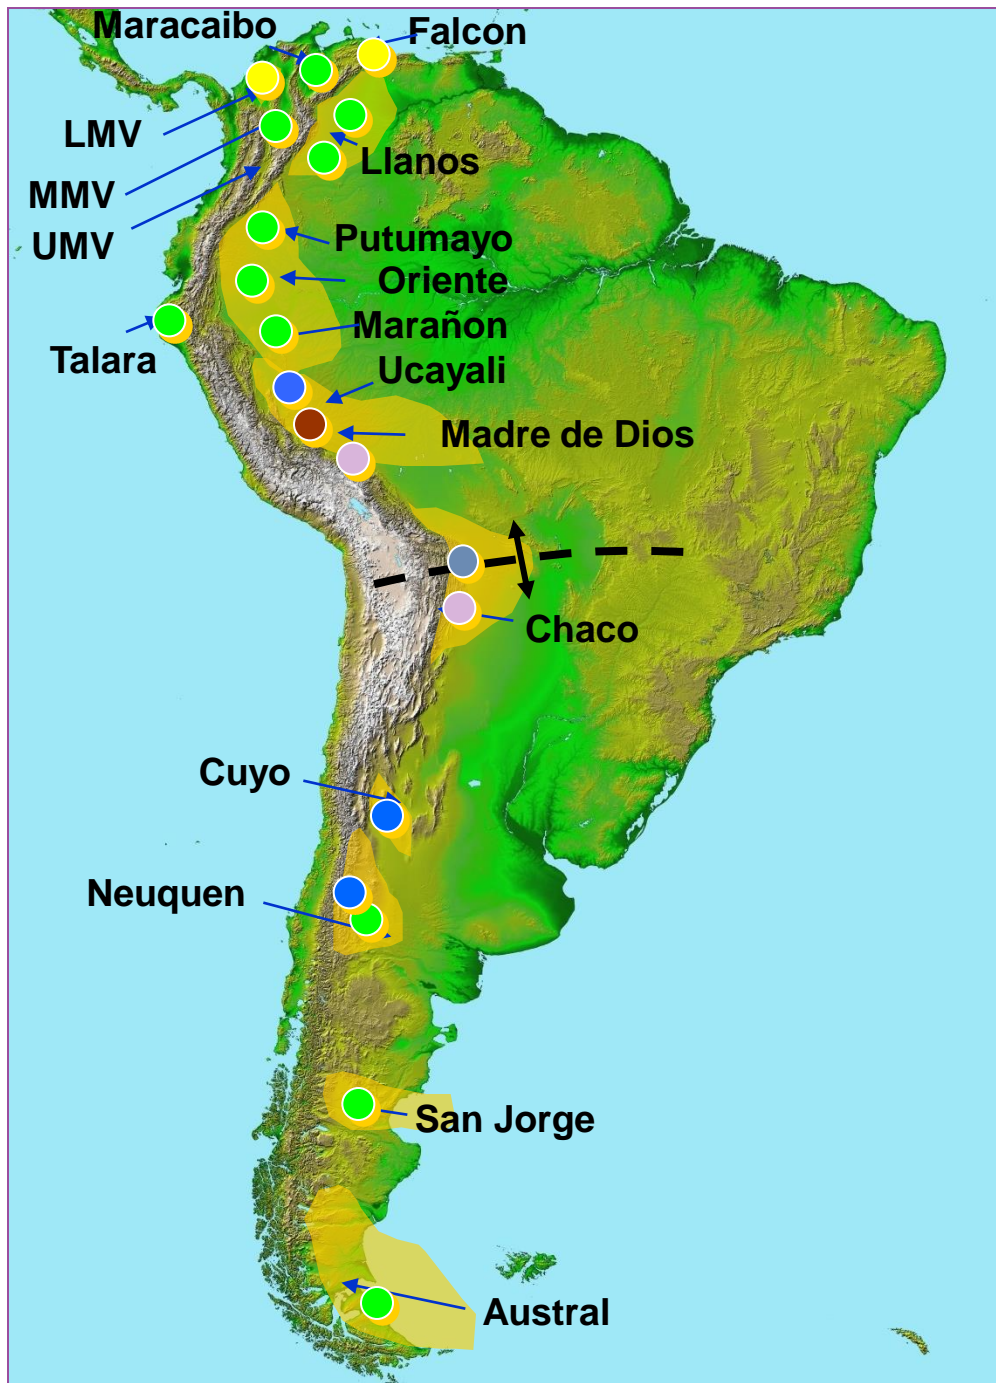 Maracaibo
Falcon
LMV
Llanos
MMV
UMV
Putumayo
Oriente
Marañon
Talara
Ucayali
Madre de Dios
Chaco
Cuyo
Neuquen
San Jorge
Austral